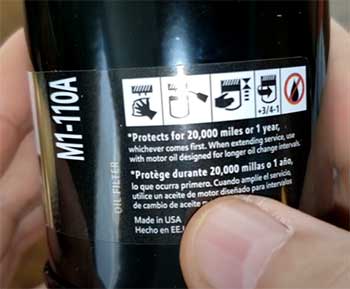 M1-110A
OIL FILTER
+3/4-1
*Protects for 20,000 miles or 1 year,
whichever comes first. When extending service, use
with motor oil designed for longer oil change intervals.
*Protège durante 20,000 millas o 1 año,
lo que ocurra primero. Cuando amplie el servicio,
utilice un aceite de motor diseñado para intervalos
de cambio de aceite
Made in USA
Hecho en EE.